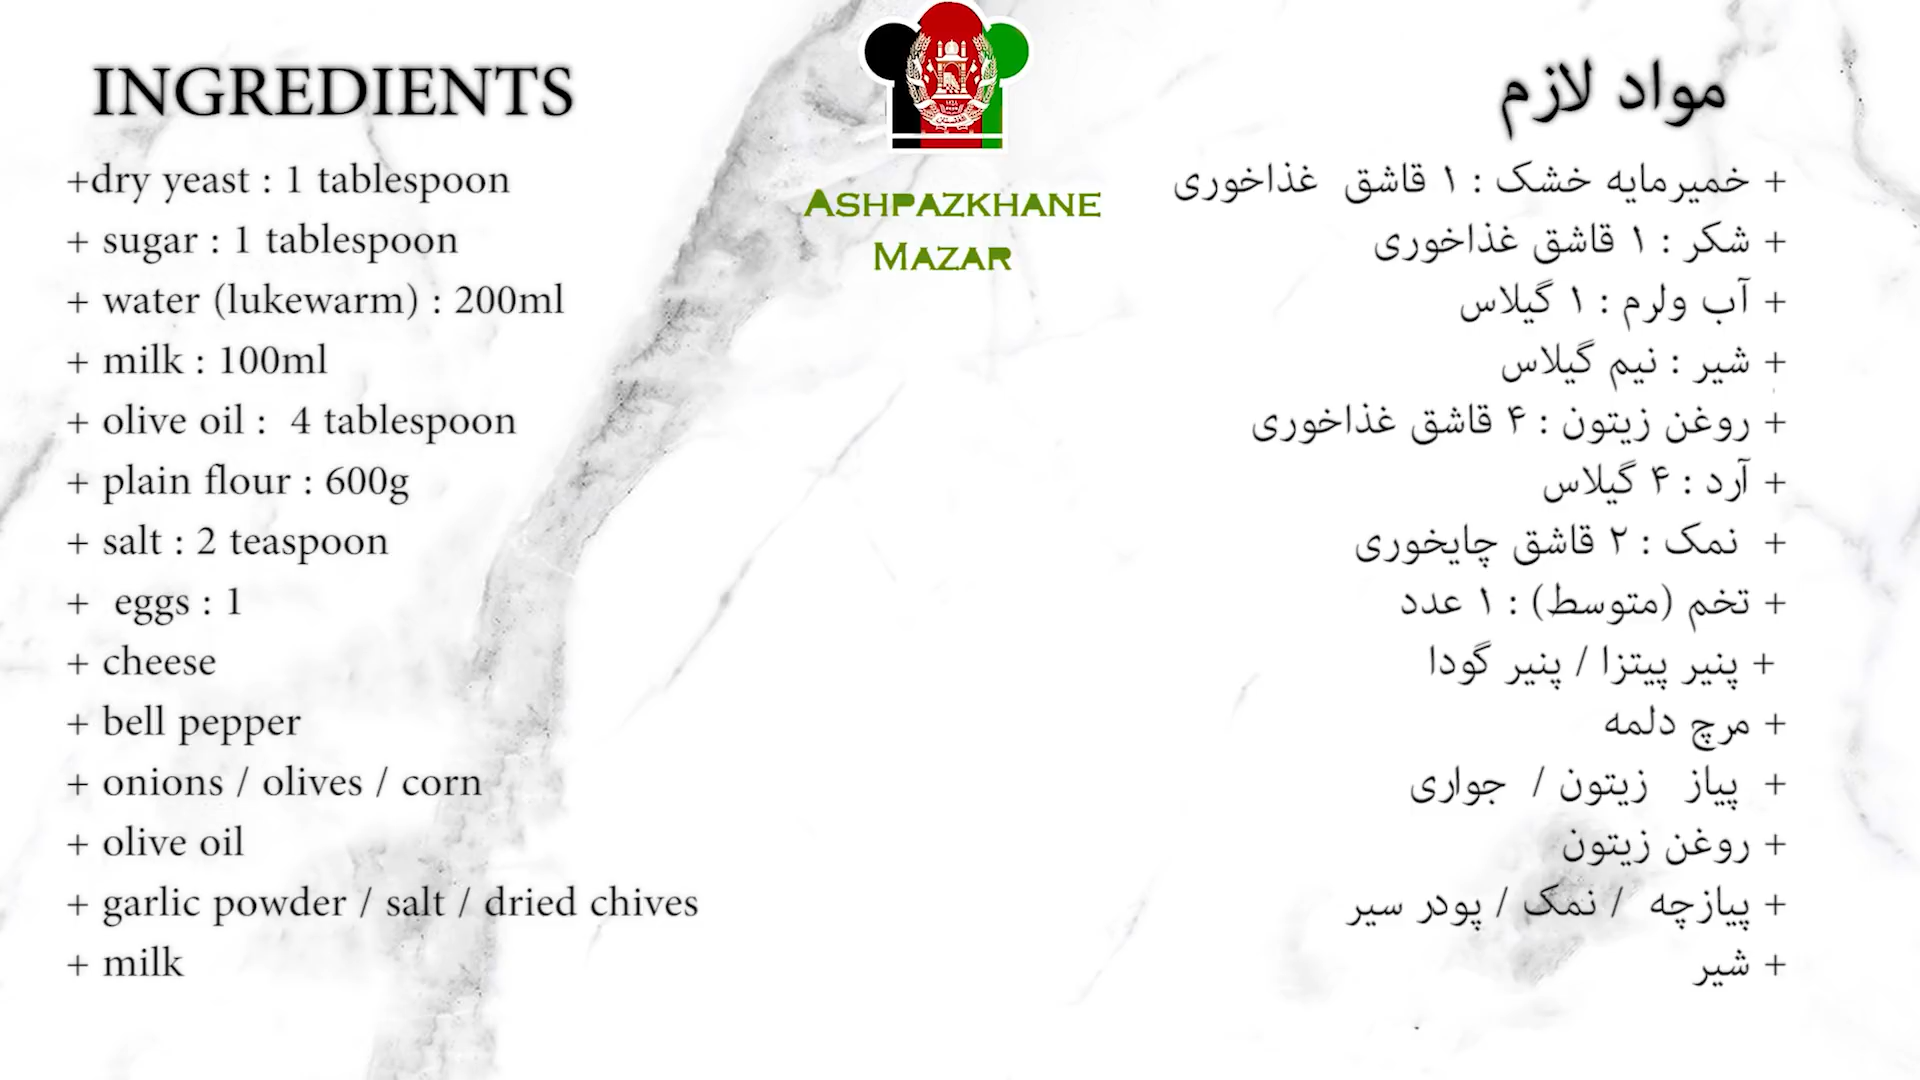 INGREDIENTS
+dry yeast : 1 tablespoon
+ sugar : 1 tablespoon
+ water (lukewarm) : 200ml
+ milk : 100ml
+ olive oil :  4 tablespoon
+ plain flour : 600g
+ salt : 2 teaspoon
+  eggs : 1
+ cheese
+ bell pepper
+ onions / olives / corn
+ olive oil
+ garlic powder / salt / dried chives
+ milk
ASHPAZKHANE
MAZAR
مواد لازم
+ خمیرمایه خشک : ۱ قاشق  غذاخوری
+ شکر : ۱ قاشق غذاخوری
+ آب ولرم : ۱ گیلاس
+ شیر : نیم گیلاس
+ روغن زیتون : ۴ قاشق غذاخوری
+ آرد : ۴ گیلاس
+  نمک : ۲ قاشق چایخوری
+ تخم (متوسط) : ۱ عدد
+ پنیر پیتزا / پنیر گودا
+ مرچ دلمه
+  پیاز   زیتون /  جواری
+ روغن زیتون
+ پیازچه  / نمک / پودر سیر
+ شیر